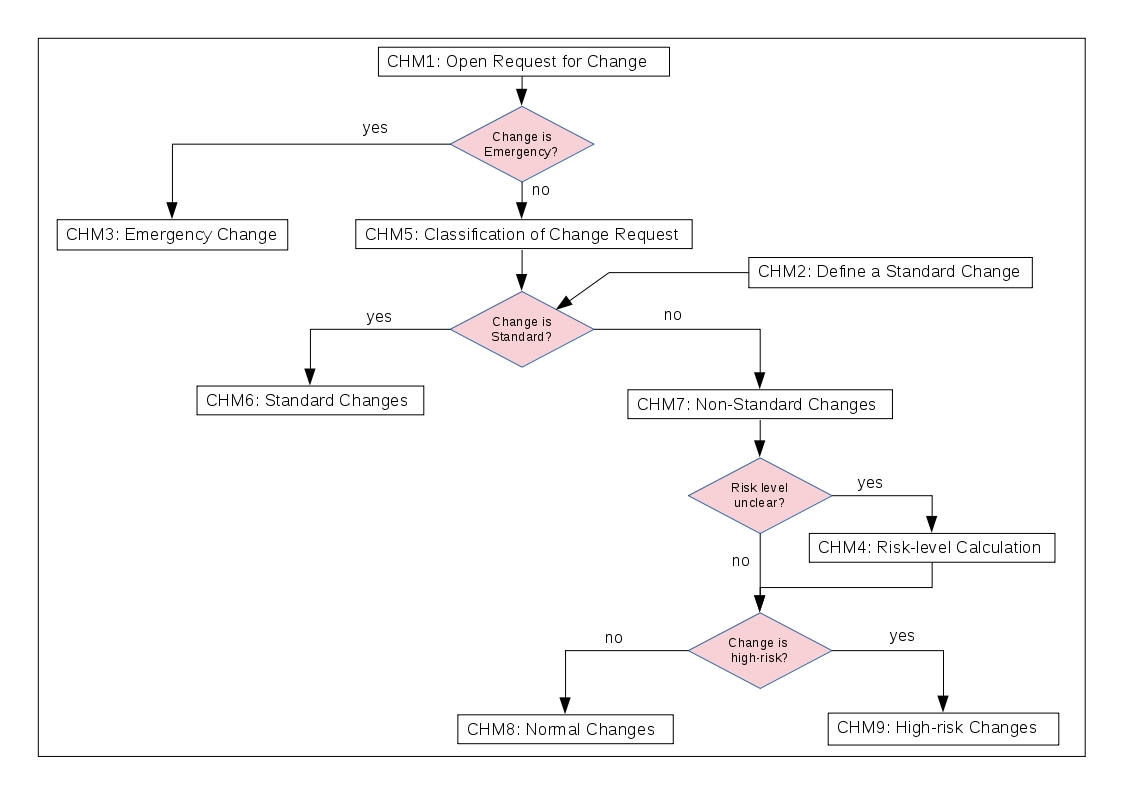 CHM1: Open Request for Change
Change is
Emergency?
yes
no
CHM3: Emergency Change
CHM5: Classification of Change Request
CHM2: Define a Standard Change
Change is
Standard?
yes
no
CHM6: Standard Changes
CHM7: Non-Standard Changes
Risk level
unclear?
yes
CHM4: Risk-level Calculation
no
Change is
high-risk?
no
yes
CHM8: Normal Changes
CHM9: High-risk Changes